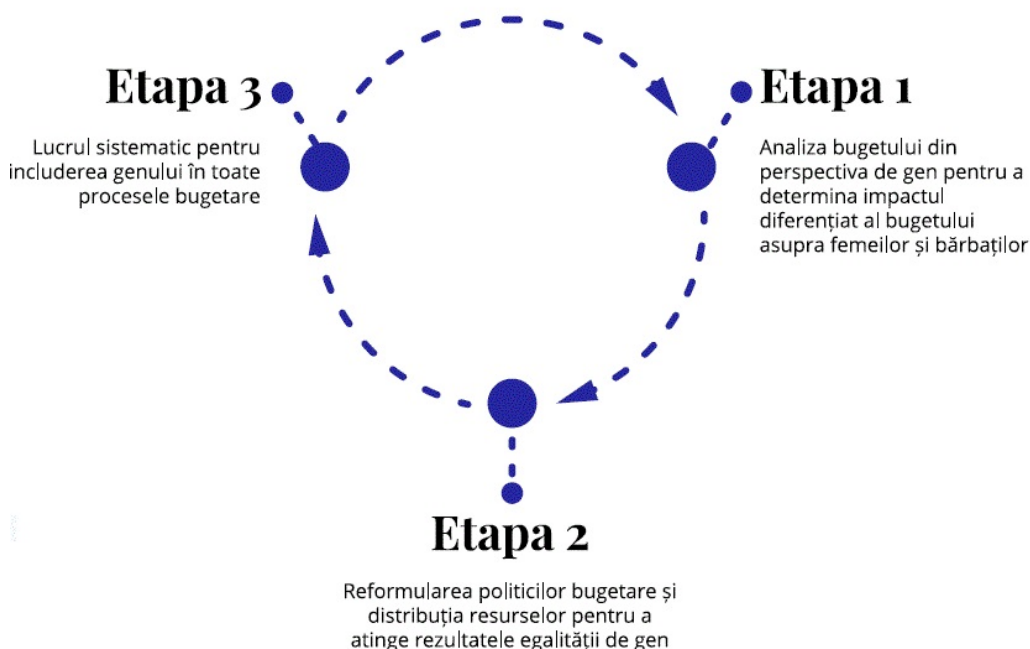 Etapa 3
Lucrul sistematic pentru
includerea genului în toate
procesele bugetare
Etapa 1
Analiza bugetului din
perspectiva de gen pentru a
determina impactul
diferențiat al bugetului
asupra femeilor și bărbaților
Etapa 2
Reformularea politicilor bugetare și
distribuția resurselor pentru a
atinge rezultatele egalității de gen